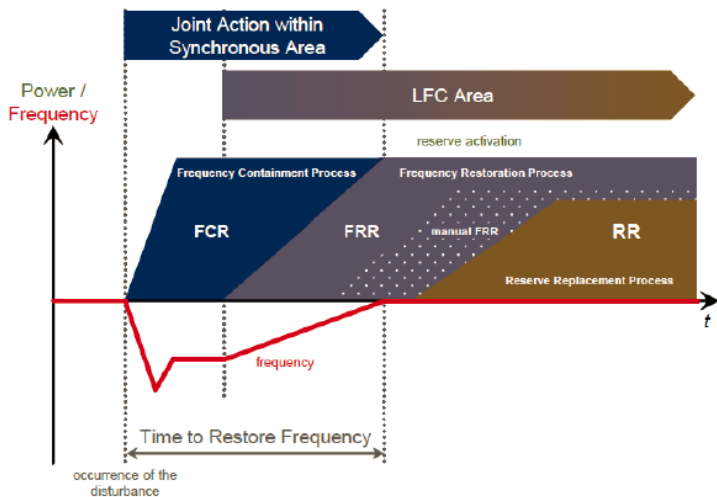 Joint Action within
Synchronous Area
LFC Area
Power /
Frequency
reserve activation
Frequency Containment Process
Frequency Restoration Process
FCR
FRR
manual FRR
RR
Reserve Replacement Process
t
frequency
Time to Restore Frequency
occurrence of the
disturbance